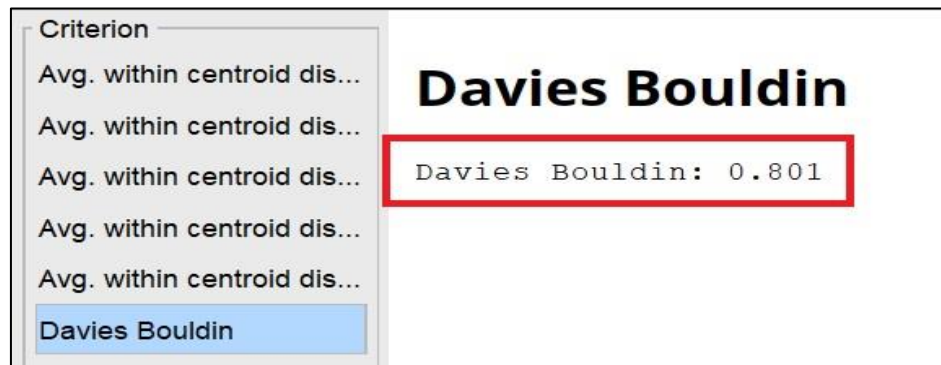 Criterion
Avg. within centroid dis...
Avg. within centroid dis...
Avg. within centroid dis...
Avg. within centroid dis...
Avg. within centroid dis...
Davies Bouldin
Davies Bouldin
Davies Bouldin: 0.801